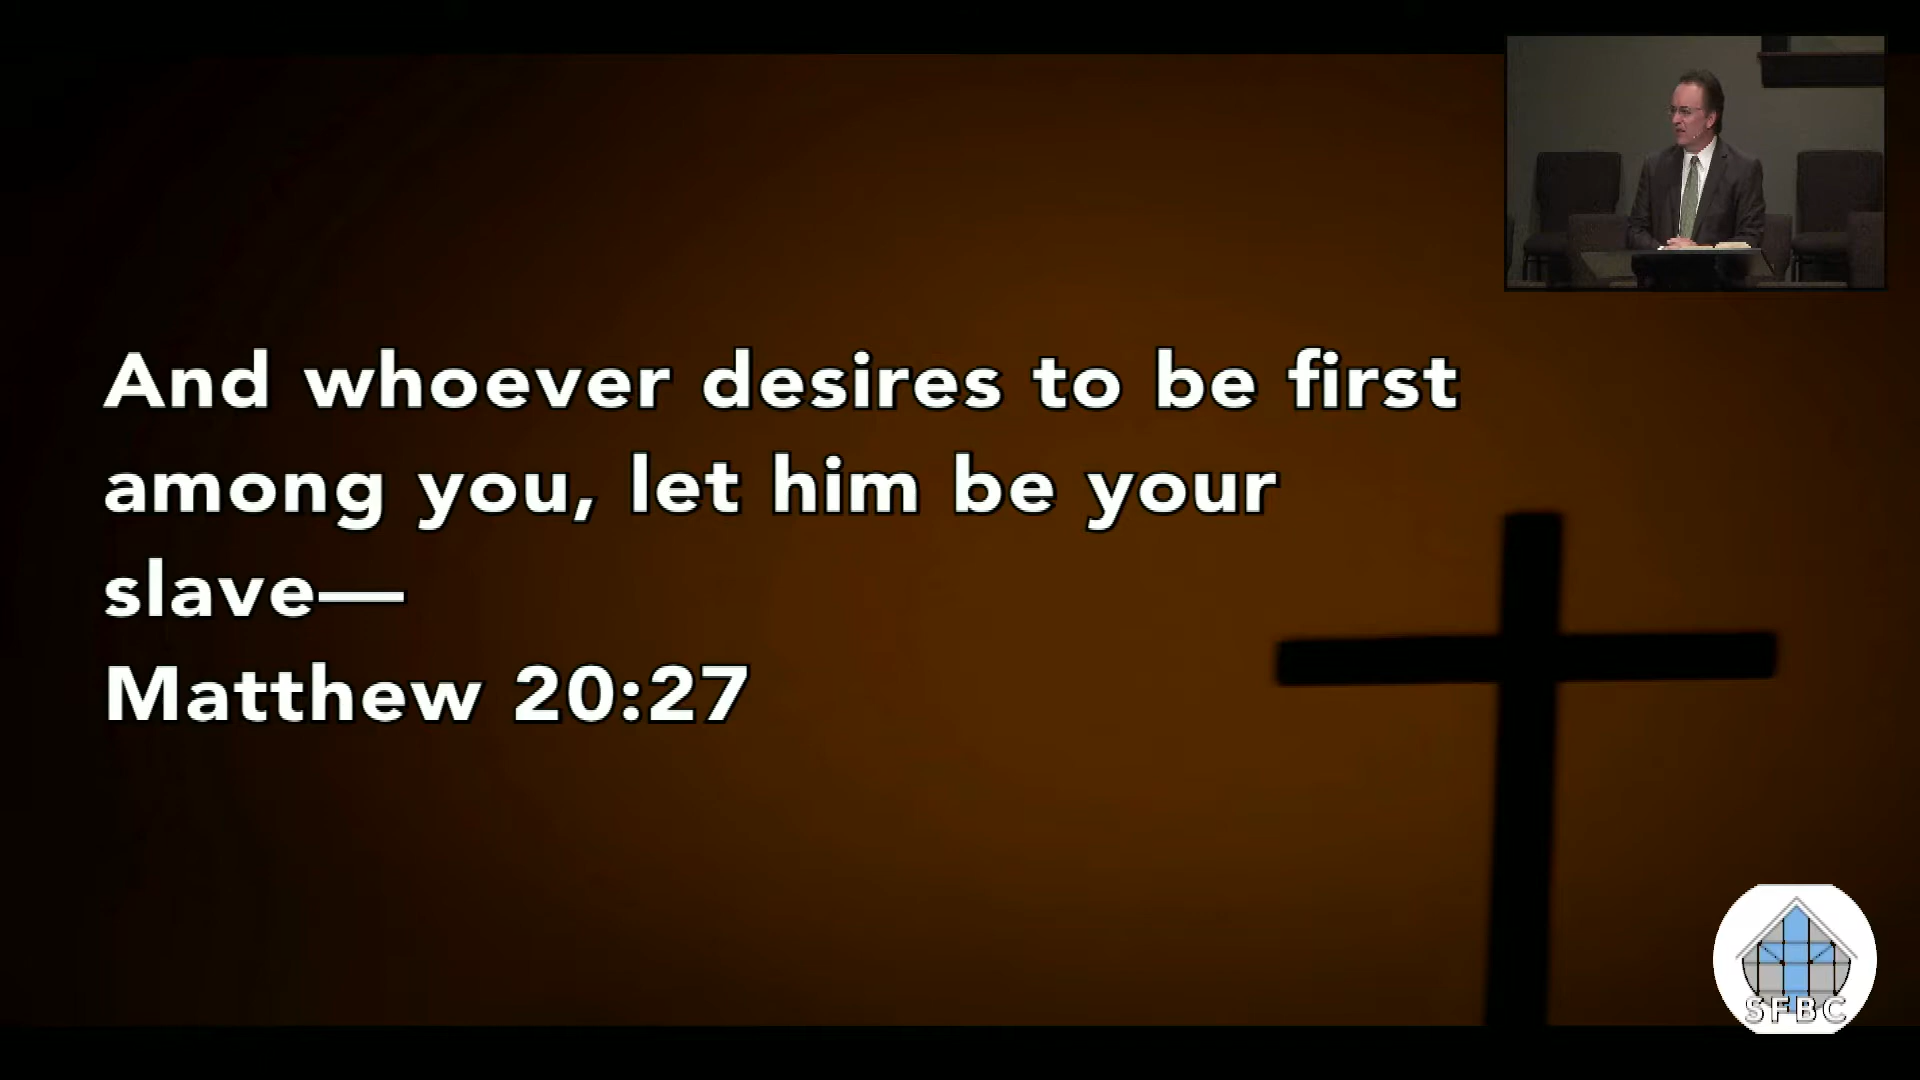 And whoever desires to be first
among you, let him be your
slave—
Matthew 20:27
SFBC